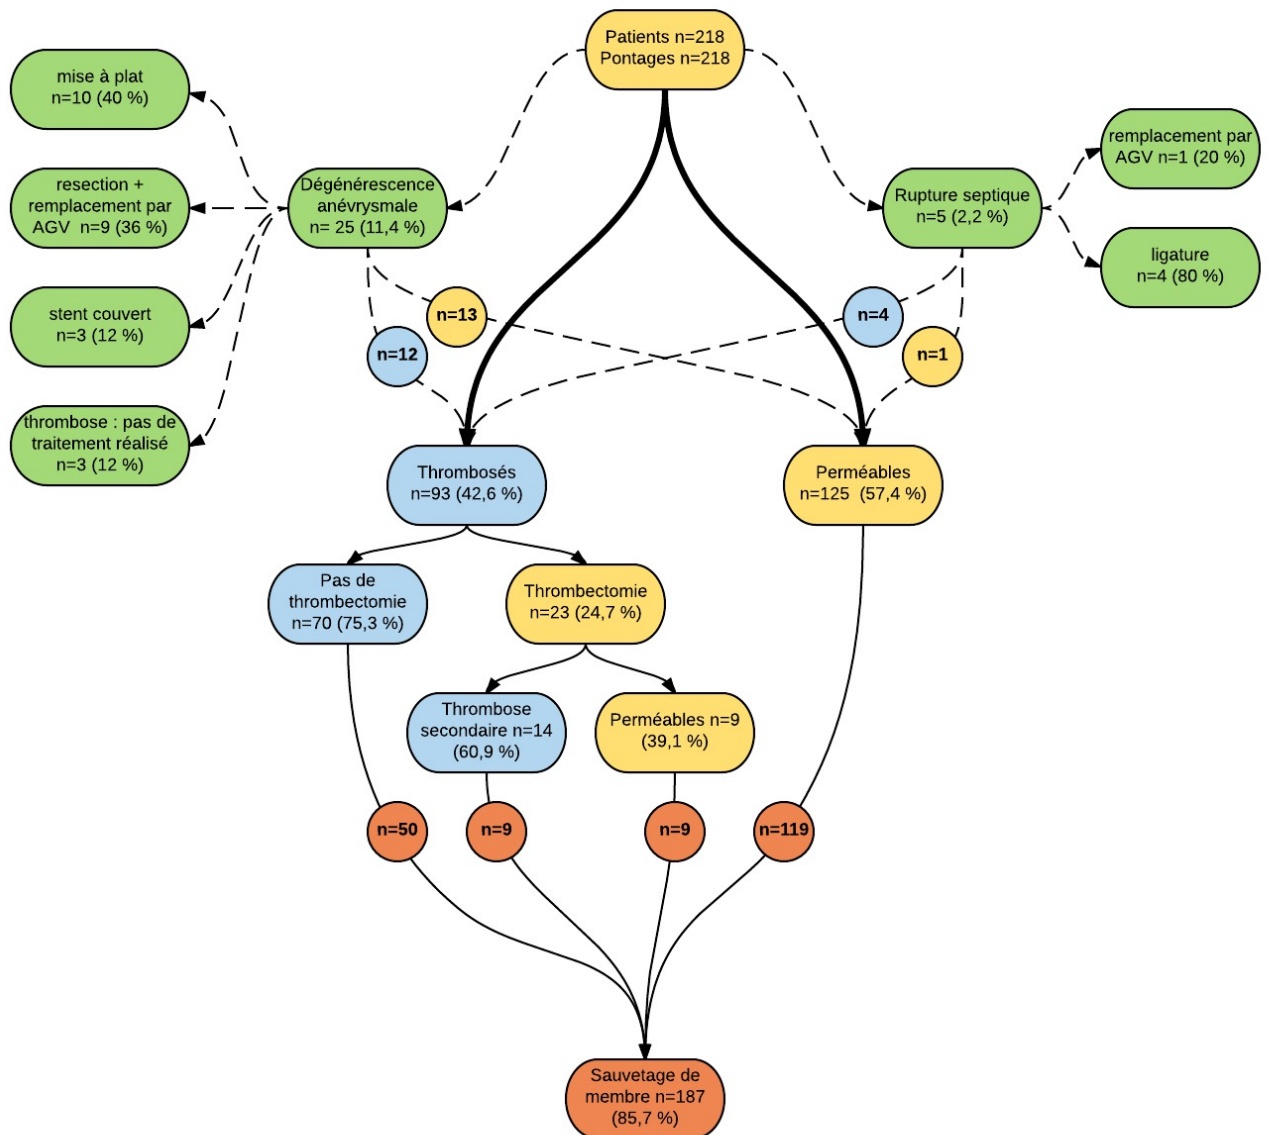 Patients n=218
Pontages n=218
mise à plat
n=10 (40 %)
resection +
remplacement par
AGV  n=9 (36 %)
stent couvert
n=3 (12 %)
thrombose : pas de
traitement réalisé
n=3 (12 %)
Dégénérescence
anévrysmale
n= 25 (11,4 %)
Rupture septique
n=5 (2,2 %)
remplacement par
AGV n=1 (20 %)
ligature
n=4 (80 %)
n=13
n=12
n=4
n=1
Thrombosés
n=93 (42,6 %)
Perméables
n=125  (57,4 %)
Pas de
thrombectomie
n=70 (75,3 %)
Thrombectomie
n=23 (24,7 %)
Thrombose
secondaire n=14
(60,9 %)
Perméables n=9
(39,1 %)
n=50
n=9
n=9
n=119
Sauvetage de
membre n=187
(85,7 %)